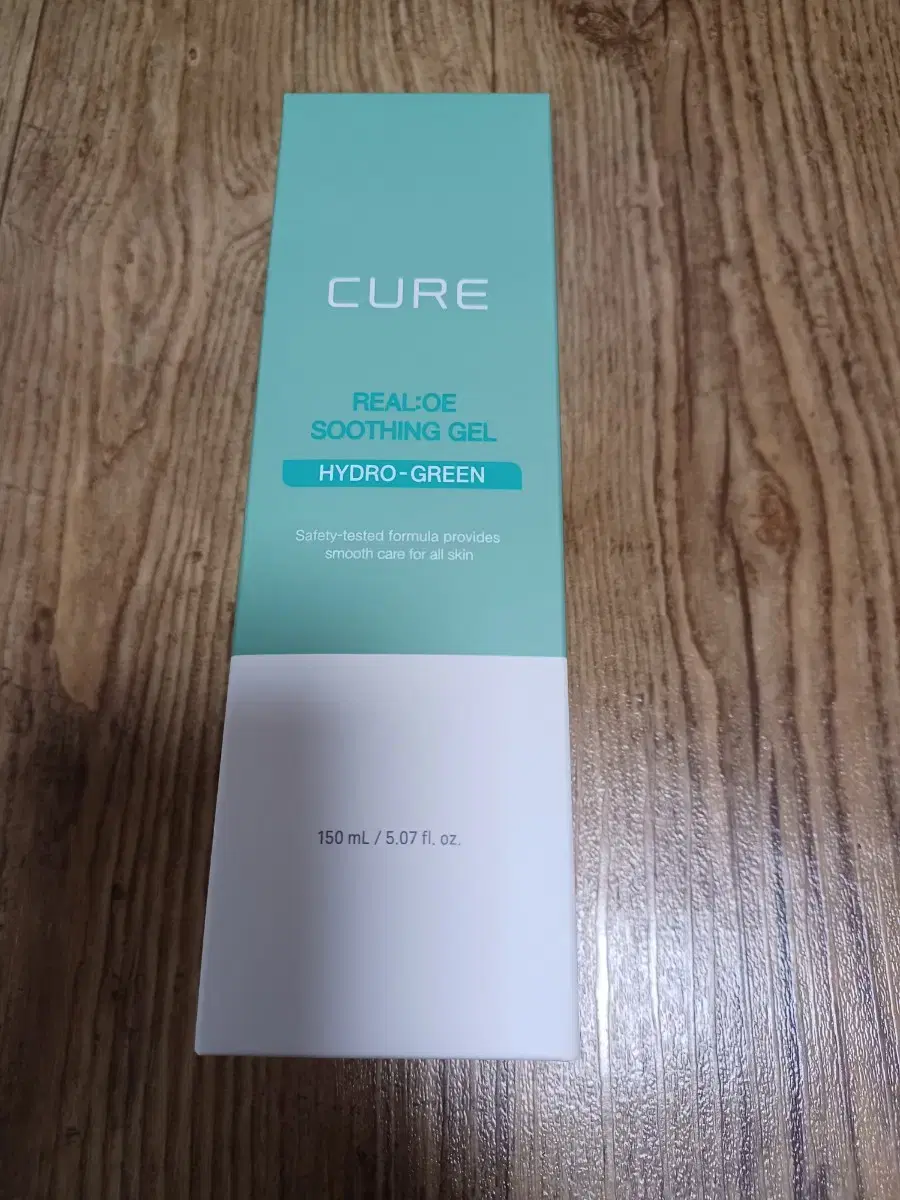 CURE
REAL:OE
SOOTHING GEL
HYDRO-GREEN
Safety-tested formula provides
smooth care for all skin
150 mL / 5.07 fl. oz.